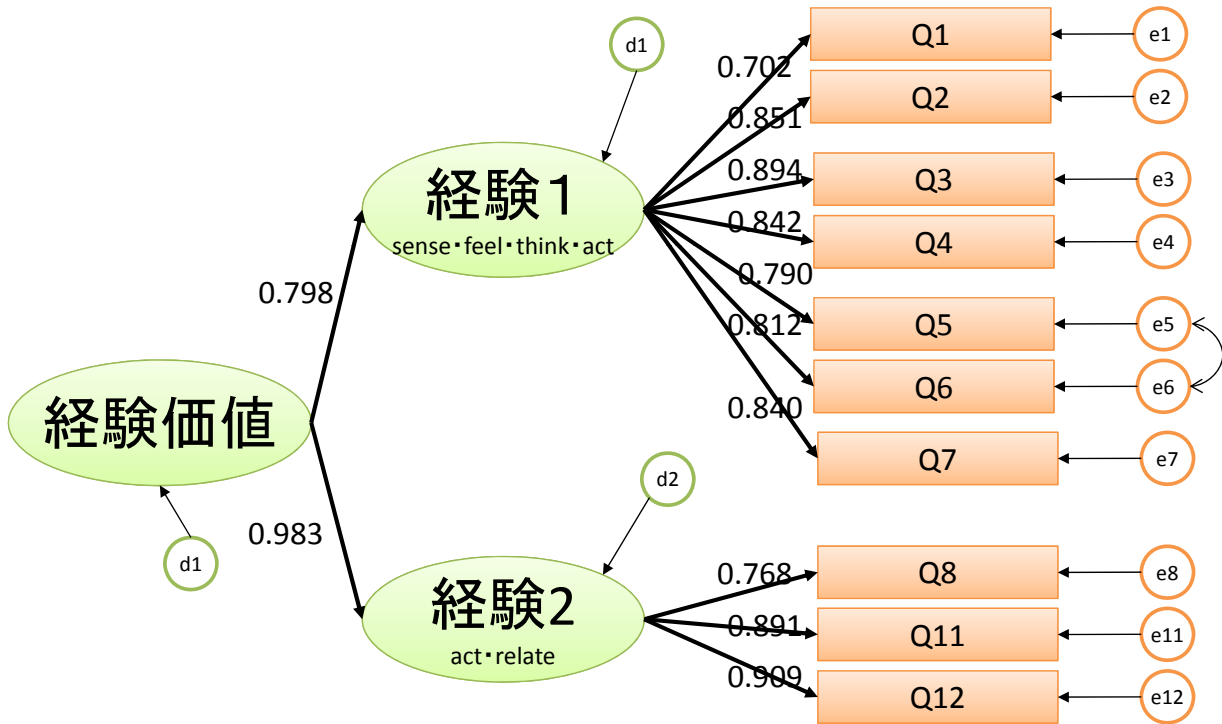 d1
Q1
e1
0.702
Q2
e2
0.851
経験1
sense・feel・think・act
0.894
Q3
e3
0.842
Q4
e4
0.790
0.798
0.812
Q5
e5
Q6
e6
0.840
経験価値
Q7
e7
d2
0.983
d1
経験2
act・relate
0.768
Q8
e8
0.891
Q11
e11
0.909
Q12
e12